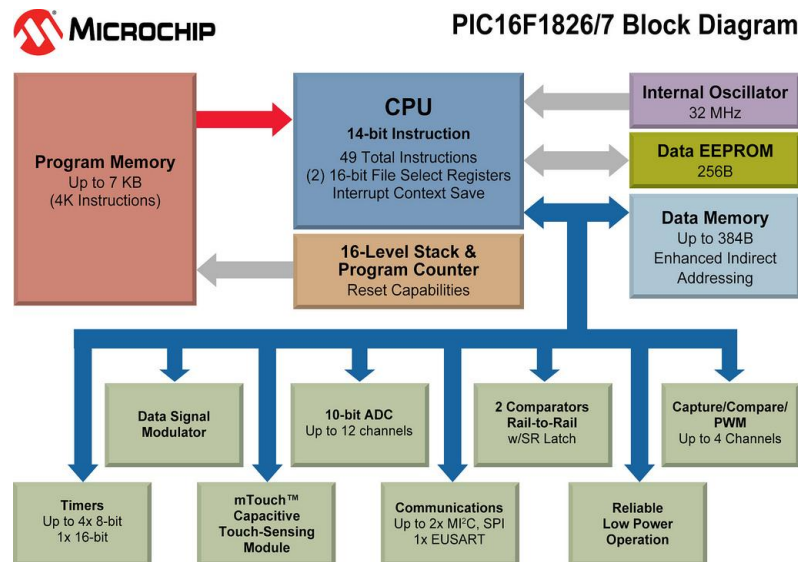 MICROCHIP
PIC16F1826/7 Block Diagram
Program Memory
Up to 7 KB
(4K Instructions)
CPU
14-bit Instruction
49 Total Instructions
(2) 16-bit File Select Registers
Interrupt Context Save
16-Level Stack &
Program Counter
Reset Capabilities
Internal Oscillator
32 MHz
Data EEPROM
256B
Data Memory
Up to 384B
Enhanced Indirect
Addressing
Data Signal
Modulator
10-bit ADC
Up to 12 channels
2 Comparators
Rail-to-Rail
w/SR Latch
Capture/Compare/
PWM
Up to 4 Channels
Timers
Up to 4x 8-bit
1x 16-bit
mTouch™
Capacitive
Touch-Sensing
Module
Communications
Up to 2x MI²C, SPI
1x EUSART
Reliable
Low Power
Operation